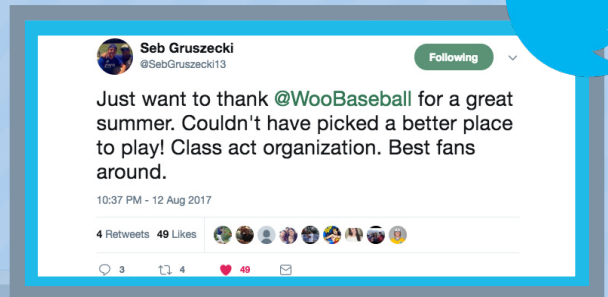 Seb Gruszecki
@SebGruszecki13
Following
Just want to thank @WooBaseball for a great
summer. Couldn't have picked a better place
to play! Class act organization. Best fans
around.
10:37 PM - 12 Aug 2017
4 Retweets 49 Likes
3 4 49